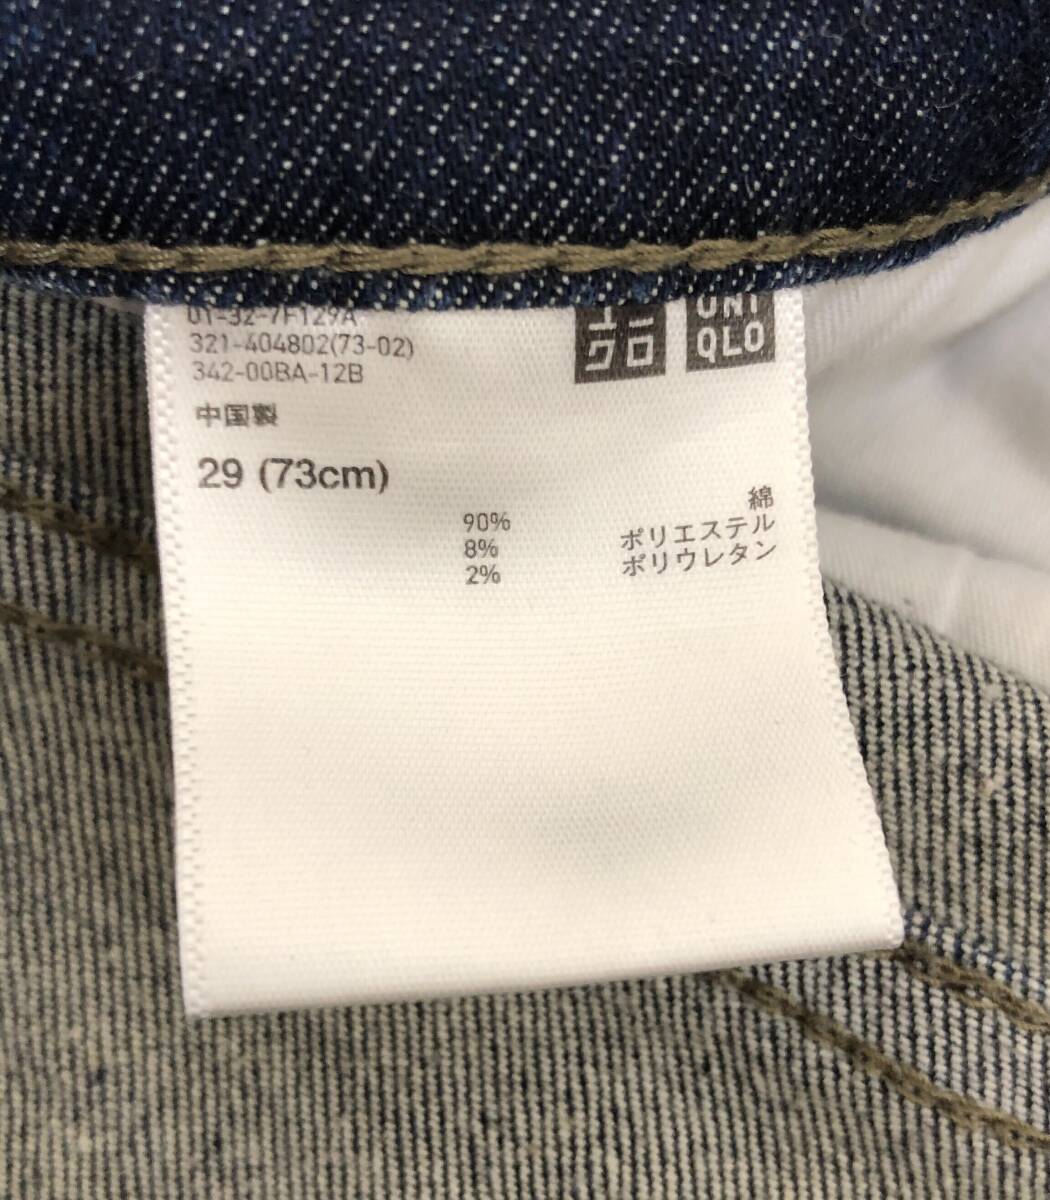 01-32-7F129A
321-404802(73-02)
342-00BA-12B
ユニ
クロ
UNI
QLO
中国製
29 (73cm)
90% 綿
8% ポリエステル
2% ポリウレタン